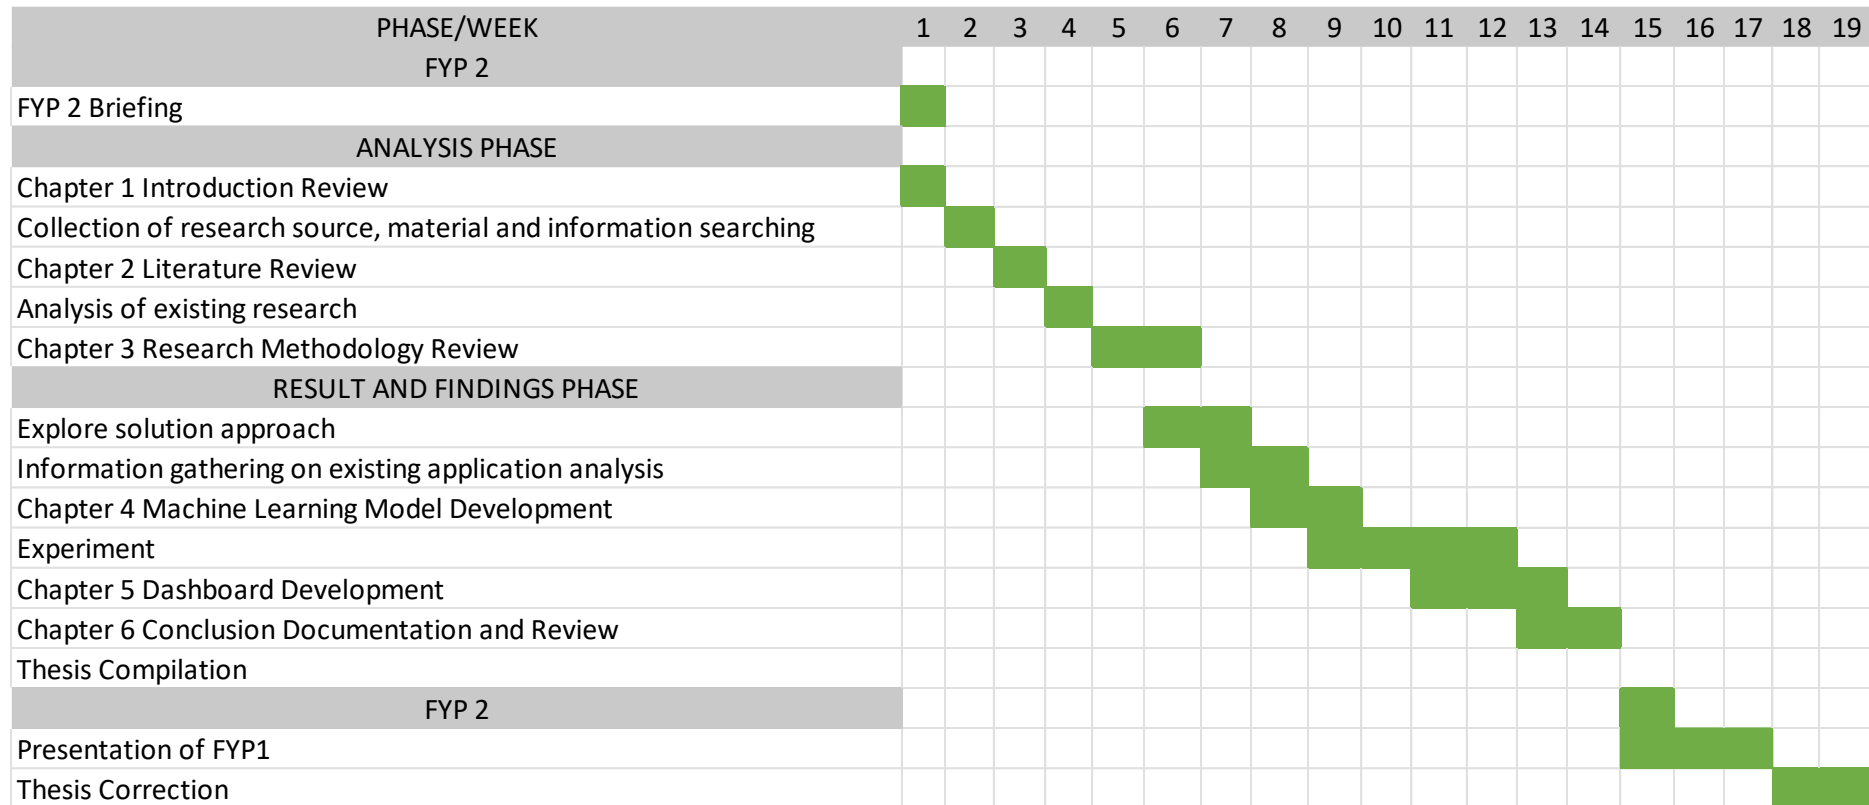 PHASE/WEEK 1 2 3 4 5 6 7 8 9 10 11 12 13 14 15 16 17 18 19
FYP 2
FYP 2 Briefing
ANALYSIS PHASE
Chapter 1 Introduction Review
Collection of research source, material and information searching
Chapter 2 Literature Review
Analysis of existing research
Chapter 3 Research Methodology Review
RESULT AND FINDINGS PHASE
Explore solution approach
Information gathering on existing application analysis
Chapter 4 Machine Learning Model Development
Experiment
Chapter 5 Dashboard Development
Chapter 6 Conclusion Documentation and Review
Thesis Compilation
FYP 2
Presentation of FYP1
Thesis Correction